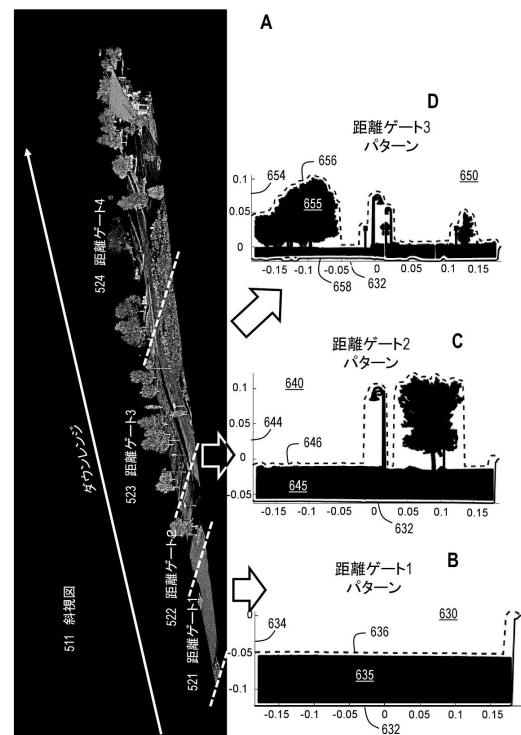 A
ダウンレンジ
511 斜視図
521 距離ゲート1
522 距離ゲート2
523 距離ゲート3
524 距離ゲート4
D
距離ゲート3
パターン
654
656
650
655
0.1
0.05
0
-0.15
-0.1
-0.05
0
0.05
0.1
0.15
658
632
C
距離ゲート2
パターン
640
644
646
645
0.1
0.05
0
-0.05
-0.15
-0.1
-0.05
0
0.05
0.1
0.15
632
B
距離ゲート1
パターン
630
634
636
635
0
-0.05
-0.1
-0.15
-0.1
-0.05
0
0.05
0.1
0.15
632